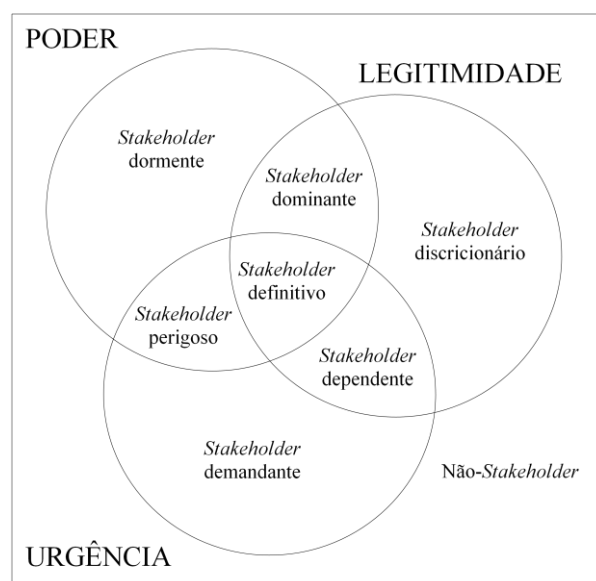 PODER
LEGITIMIDADE
Stakeholder
dormente
Stakeholder
dominante
Stakeholder
discricionário
Stakeholder
definitivo
Stakeholder
perigoso
Stakeholder
dependente
Stakeholder
demandante
Não-Stakeholder
URGÊNCIA